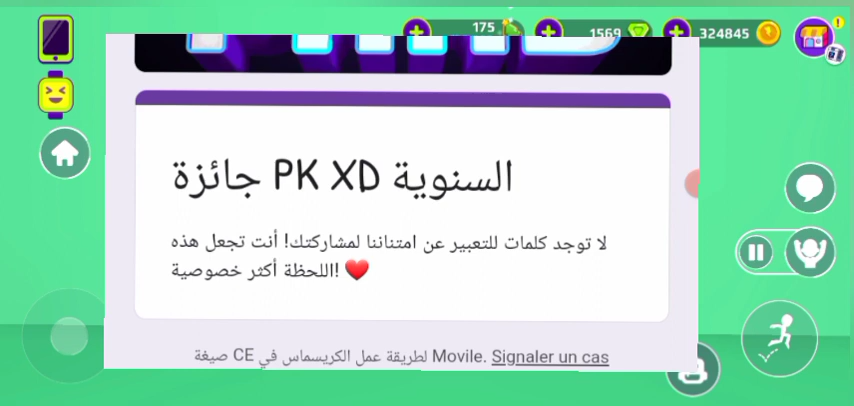 175
1569
324845
جائزة PK XD السنوية
لا توجد كلمات للتعبير عن امتناننا لمشاركتك! أنت تجعل هذه
اللحظة أكثر خصوصية! ❤️
صيغة CE لطريقة عمل الكريسماس في Movile. Signaler un cas